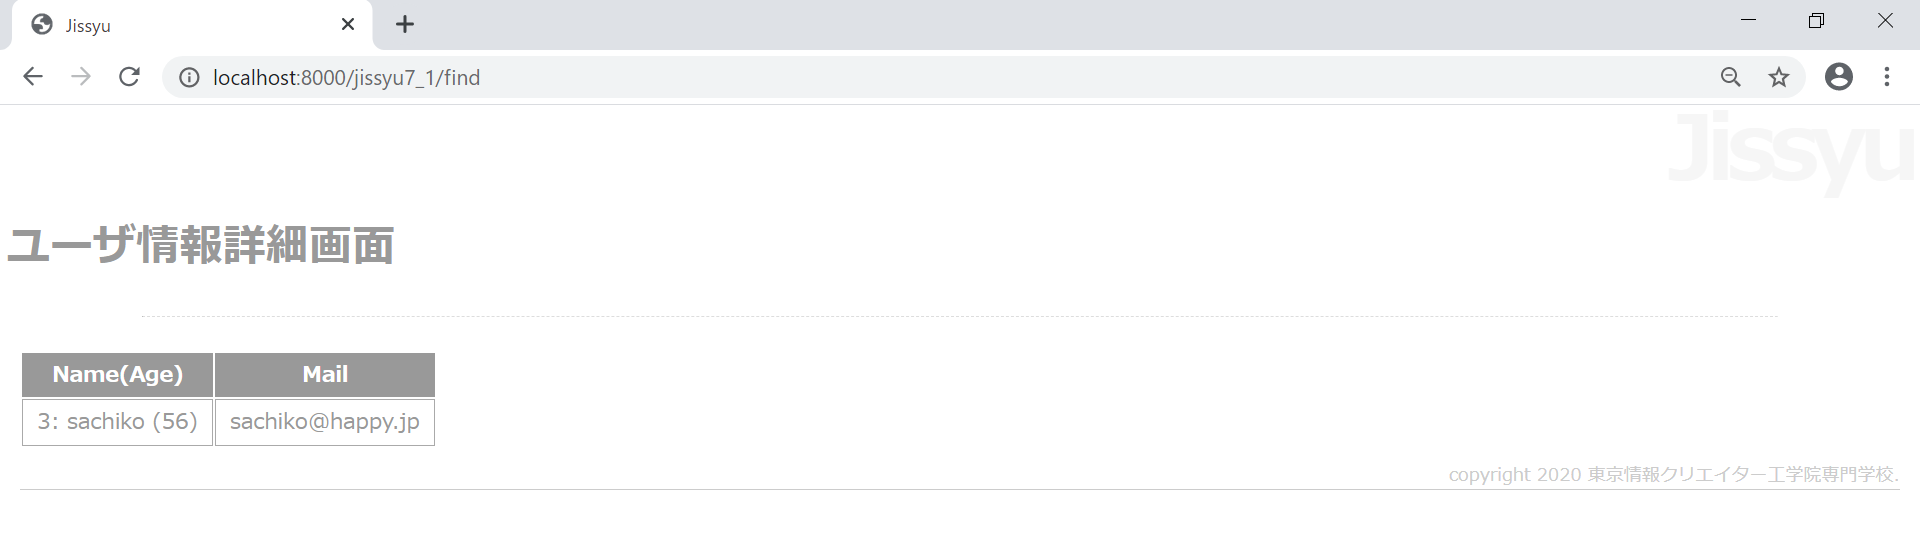 Jissyu
localhost:8000/jissyu7_1/find
Jissyu
ユーザ情報詳細画面
Name(Age) Mail
3: sachiko (56) sachiko@happy.jp
copyright 2020 東京情報クリエイター工学院専門学校.